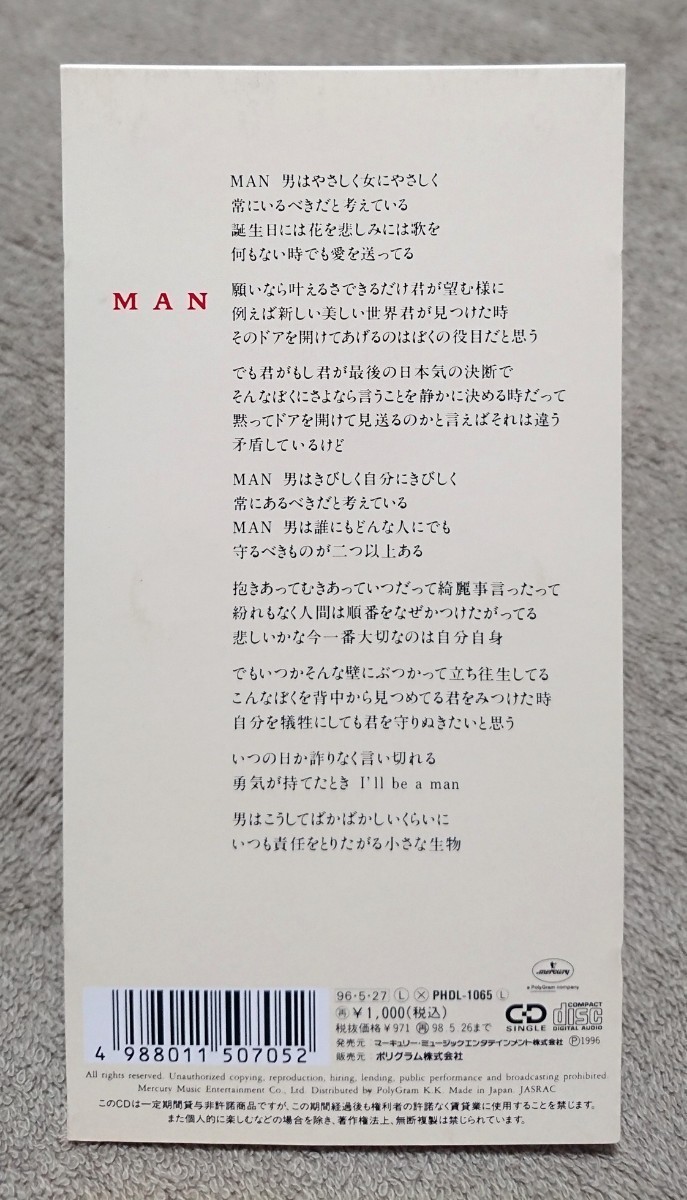 MAN 男はやさしく女にやさしく
常にいるべきだと考えている
誕生日には花を悲しみには歌を
何もない時でも愛を送ってる
MAN
願いなら叶えるさできるだけ君が望む様に
例えば新しい美しい世界君が見つけた時
そのドアを開けてあげるのはぼくの役目だと思う
でも君がもし君が最後の日本気の決断で
そんなぼくにさよなら言うことを静かに決める時だって
黙ってドアを開けて見送るのかと言えばそれは違う
矛盾しているけど
MAN 男はきびしく自分にきびしく
常にあるべきだと考えている
MAN 男は誰にもどんな人にでも
守るべきものが二つ以上ある
抱きあってむきあっていつだって綺麗事言ったって
紛れもなく人間は順番をなぜかつけたがってる
悲しいかな今一番大切なのは自分自身
でもいつかそんな壁にぶつかって立ち往生してる
こんなぼくを背中から見つめてる君をみつけた時
自分を犠牲にしても君を守りぬきたいと思う
いつの日か詐りなく言い切れる
勇気が持てたとき I'll be a man
男はこうしてばかばかしいくらいに
いつも責任をとりたがる小さな生物
mercury
a PolyGram company
96·5·27 Ⓛ Ⓧ PHDL-1065 L
再 ¥1,000(税込)
税抜価格 ¥971 再 98.5.26まで
発売元:マーキュリー・ミュージックエンタテインメント株式会社 Ⓟ1996
販売元:ポリグラム株式会社
CD SINGLE
COMPACT disc DIGITAL AUDIO
4 988011 507052
All rights reserved. Unauthorized copying, reproduction, hiring, lending, public performance and broadcasting prohibited.
Mercury Music Entertainment Co., Ltd. Distributed by PolyGram K.K. Made in Japan. JASRAC
このCDは一定期間貸与非許諾商品ですが、この期間経過後も権利者の許諾なく賃貸業に使用することを禁じます。
また個人的に楽しむなどの場合を除き、著作権法上、無断複製は禁じられています。